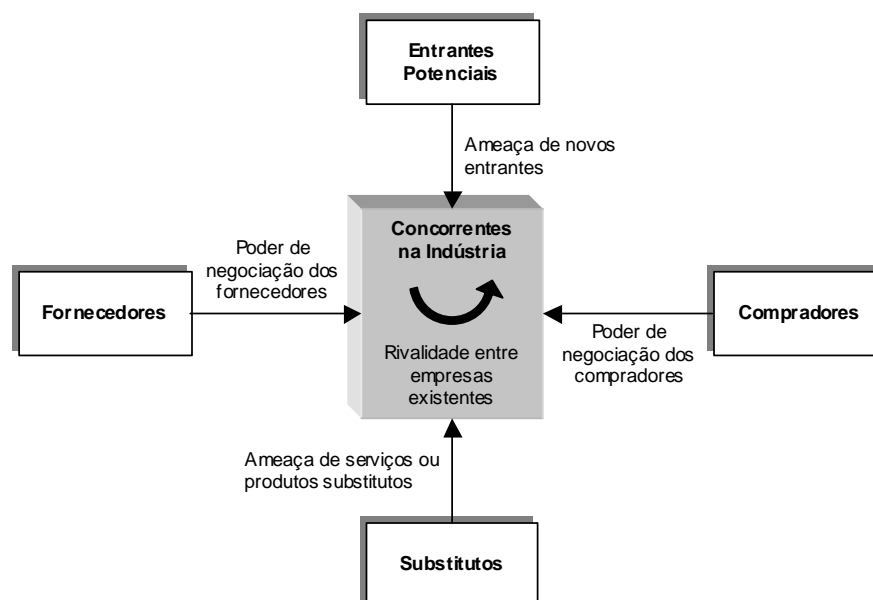 Entrantes
Potenciais
Ameaça de novos
entrantes
Concorrentes
na Indústria
Poder de
negociação dos
fornecedores
Fornecedores
Compradores
Poder de
negociação dos
compradores
Rivalidade entre
empresas
existentes
Ameaça de serviços ou
produtos substitutos
Substitutos